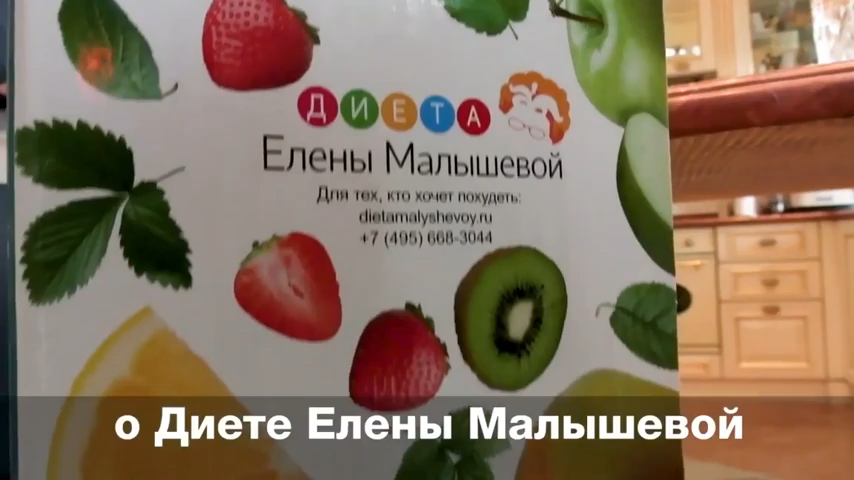 ДИЕТА
Елены Малышевой
Для тех, кто хочет похудеть:
dietamalyshevoy.ru
+7 (495) 668-3044
о Диете Елены Малышевой